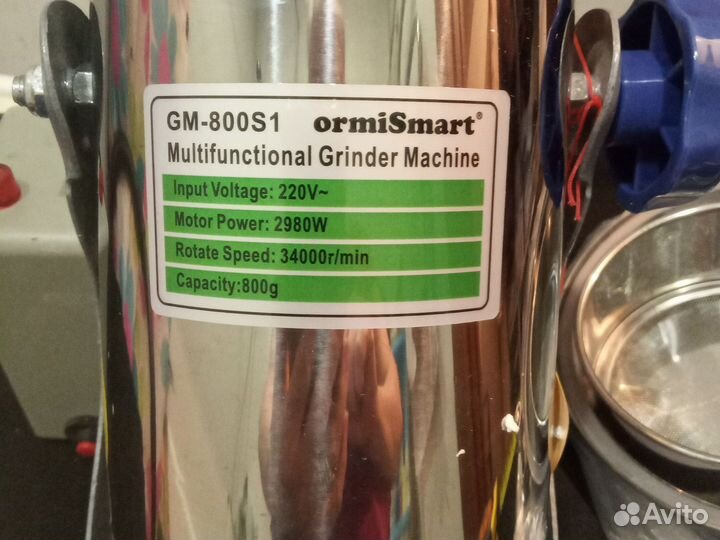 GM-800S1 ormiSmart®
Multifunctional Grinder Machine
Input Voltage: 220V~
Motor Power: 2980W
Rotate Speed: 34000r/min
Capacity:800g
Avito